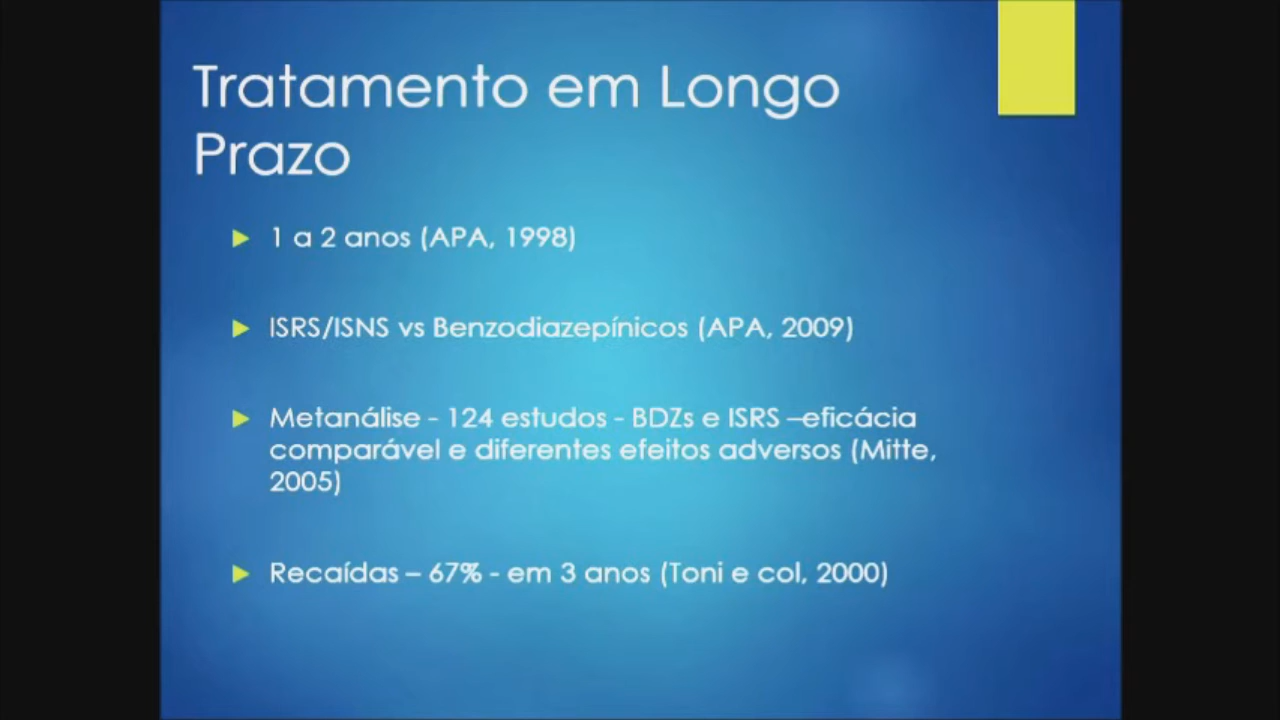 Tratamento em Longo
Prazo
1 a 2 anos (APA, 1998)
ISRS/ISNS vs Benzodiazepínicos (APA, 2009)
Metanálise - 124 estudos - BDZs e ISRS –eficácia
comparável e diferentes efeitos adversos (Mitte,
2005)
Recaídas – 67% - em 3 anos (Toni e col, 2000)